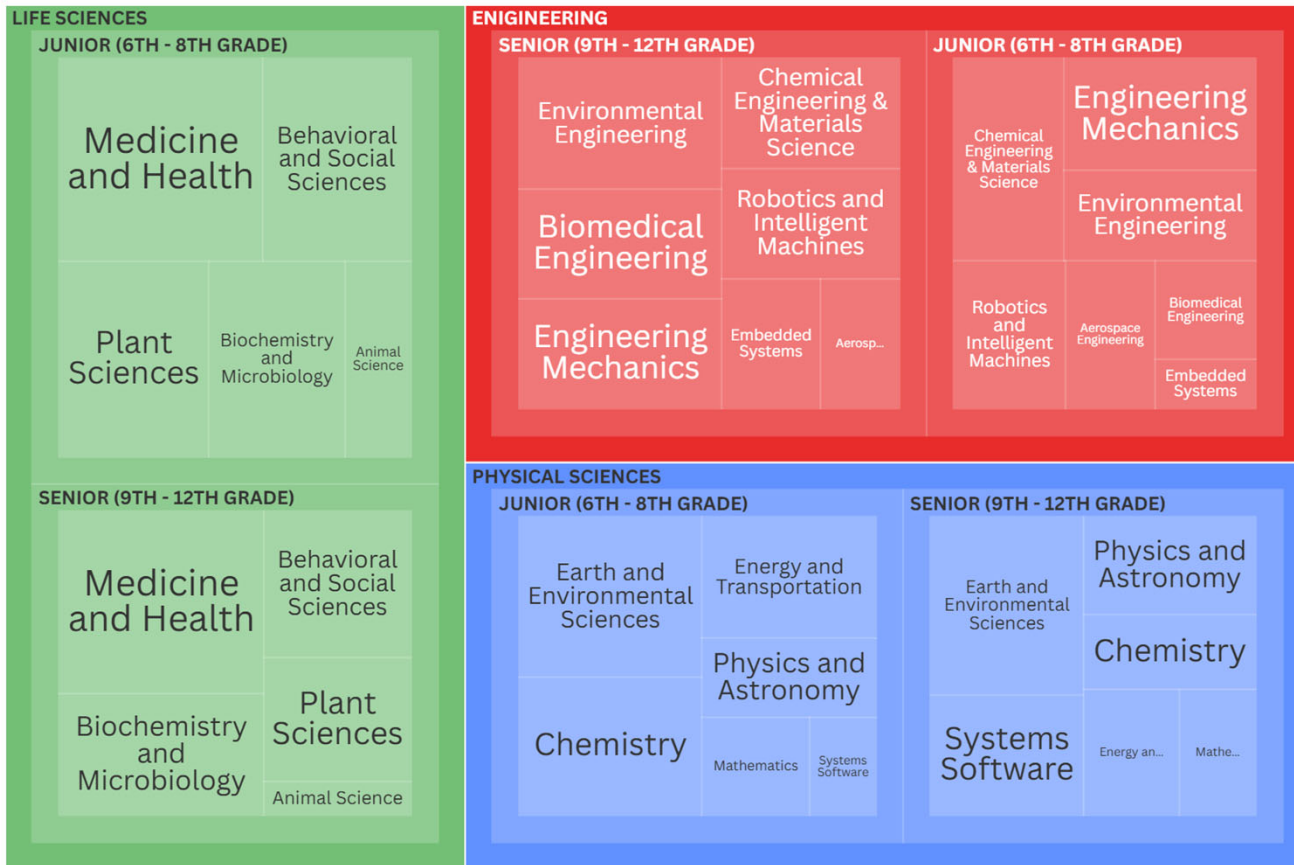 LIFE SCIENCES
JUNIOR (6TH - 8TH GRADE)
Medicine
and Health
Behavioral
and Social
Sciences
Plant
Sciences
Biochemistry
and
Microbiology
Animal
Science
SENIOR (9TH - 12TH GRADE)
Medicine
and Health
Behavioral
and Social
Sciences
Biochemistry
and
Microbiology
Plant
Sciences
Animal Science
ENIGINEERING
SENIOR (9TH - 12TH GRADE)
Environmental
Engineering
Chemical
Engineering &
Materials
Science
Biomedical
Engineering
Robotics and
Intelligent
Machines
Engineering
Mechanics
Embedded
Systems
Aerosp...
JUNIOR (6TH - 8TH GRADE)
Chemical
Engineering
& Materials
Science
Engineering
Mechanics
Environmental
Engineering
Robotics
and
Intelligent
Machines
Aerospace
Engineering
Biomedical
Engineering
Embedded
Systems
PHYSICAL SCIENCES
JUNIOR (6TH - 8TH GRADE)
Earth and
Environmental
Sciences
Energy and
Transportation
Physics and
Astronomy
Chemistry
Mathematics
Systems
Software
SENIOR (9TH - 12TH GRADE)
Earth and
Environmental
Sciences
Physics and
Astronomy
Chemistry
Systems
Software
Energy an...
Mathe...